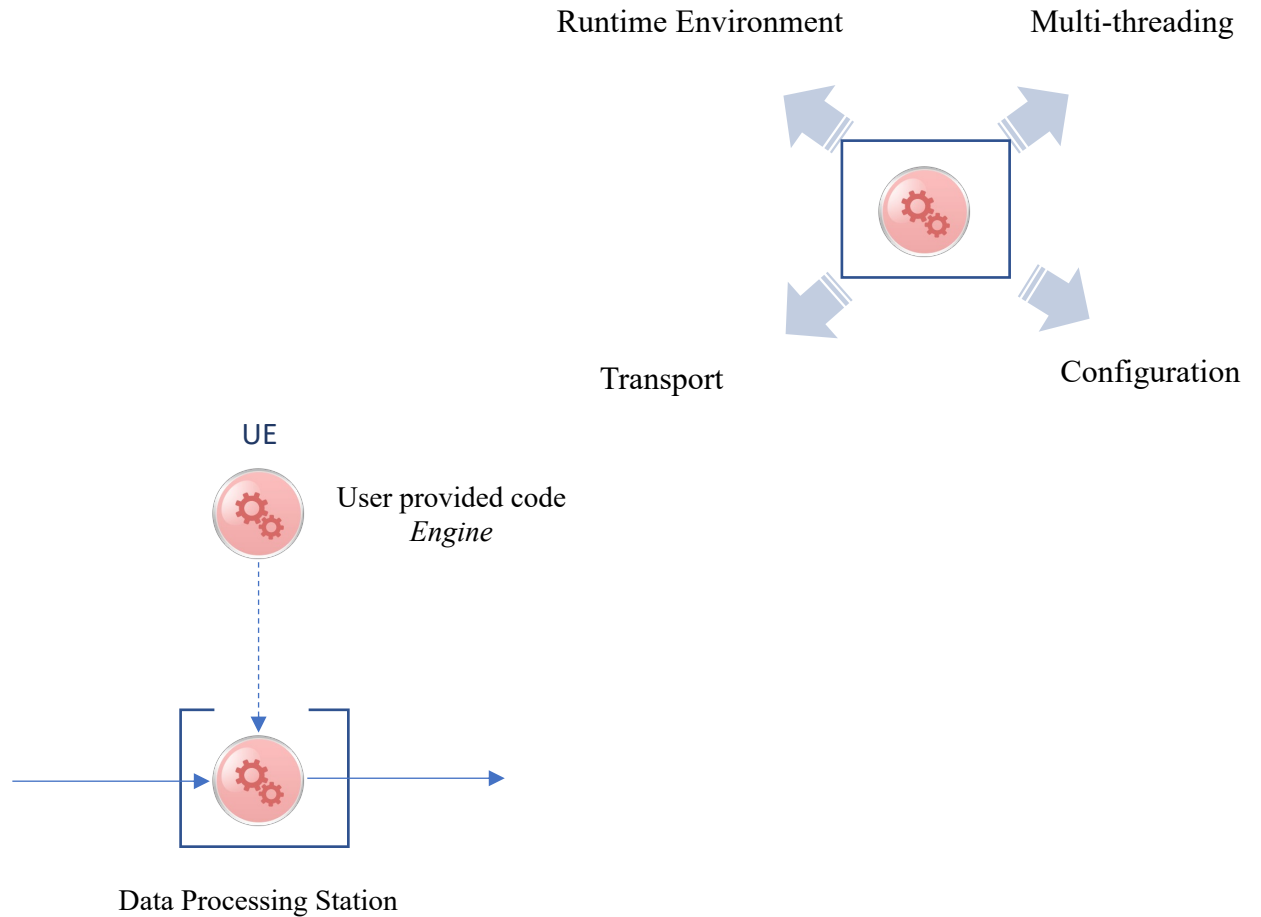 Runtime Environment
Multi-threading
Transport
Configuration
UE
User provided code
Engine
Data Processing Station